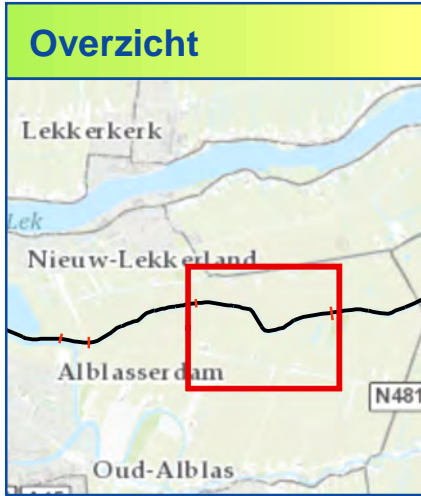 Overzicht
Lekkerkerk
Lek
Nieuw-Lekkerland
Alblasserdam
N481
Oud-Alblas